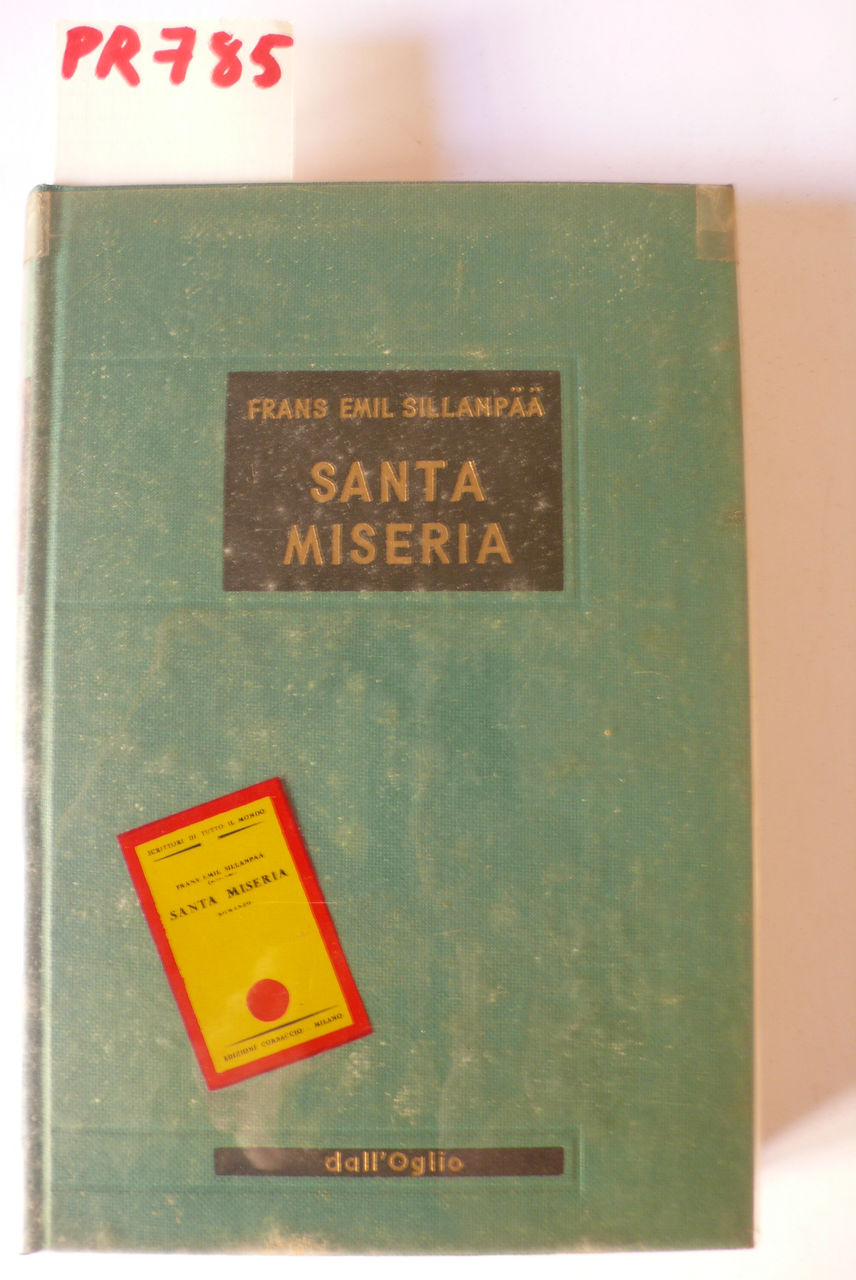 PR785
FRANS EMIL SILLANPÄÄ
SANTA
MISERIA
SCRITTORI DI TUTTO IL MONDO
FRANS EMIL SILLANPÄÄ
SANTA MISERIA
ROMANZO
EDIZIONI CORBACCIO MILANO
dall'Oglio